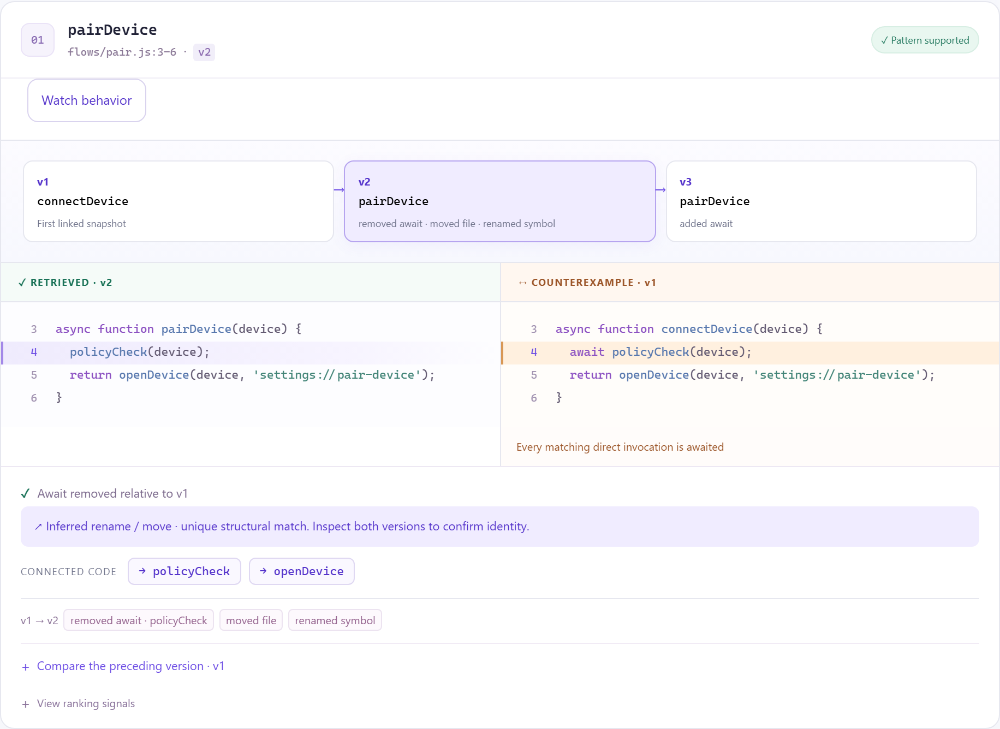 01
pairDevice
flows/pair.js:3–6 · v2
✓ Pattern supported
Watch behavior
v1
connectDevice
First linked snapshot
→
v2
pairDevice
removed await · moved file · renamed symbol
→
v3
pairDevice
added await
✓ RETRIEVED · v2
3 async function pairDevice(device) {
4   policyCheck(device);
5   return openDevice(device, 'settings://pair-device');
6 }
↔ COUNTEREXAMPLE · v1
3 async function connectDevice(device) {
4   await policyCheck(device);
5   return openDevice(device, 'settings://pair-device');
6 }
Every matching direct invocation is awaited
✓ Await removed relative to v1
↗ Inferred rename / move · unique structural match. Inspect both versions to confirm identity.
CONNECTED CODE → policyCheck → openDevice
v1 → v2 removed await · policyCheck moved file renamed symbol
+ Compare the preceding version · v1
+ View ranking signals